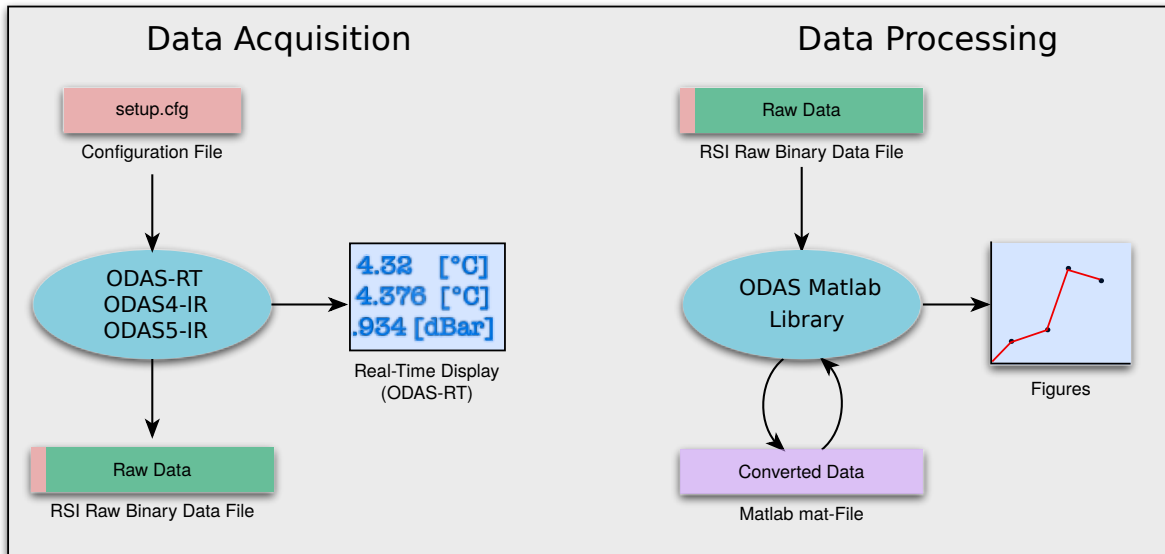 Data Acquisition
setup.cfg
Configuration File
ODAS-RT
ODAS4-IR
ODAS5-IR
4.32 [°C]
4.376 [°C]
.934 [dBar]
Real-Time Display
(ODAS-RT)
Raw Data
RSI Raw Binary Data File
Data Processing
Raw Data
RSI Raw Binary Data File
ODAS Matlab
Library
Figures
Converted Data
Matlab mat-File